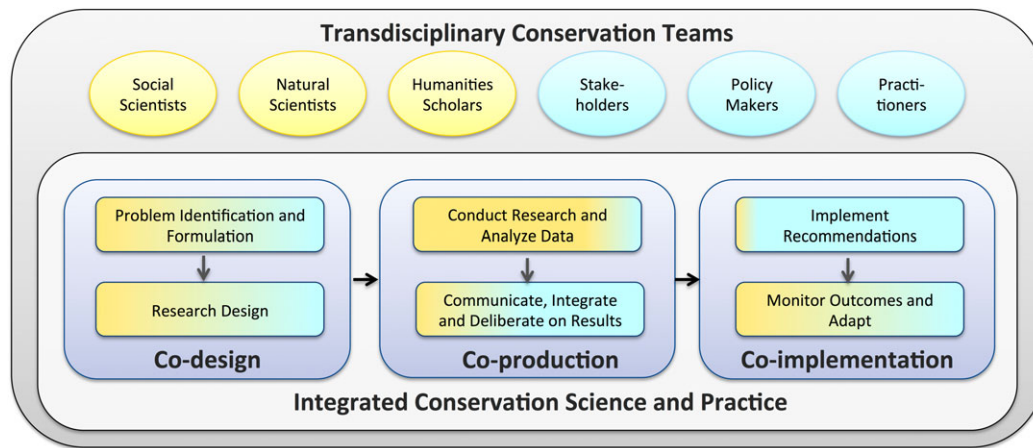 Transdisciplinary Conservation Teams
Social
Scientists
Natural
Scientists
Humanities
Scholars
Stake-
holders
Policy
Makers
Practi-
tioners
Problem Identification and
Formulation
Research Design
Co-design
Conduct Research and
Analyze Data
Communicate, Integrate
and Deliberate on Results
Co-production
Implement
Recommendations
Monitor Outcomes and
Adapt
Co-implementation
Integrated Conservation Science and Practice